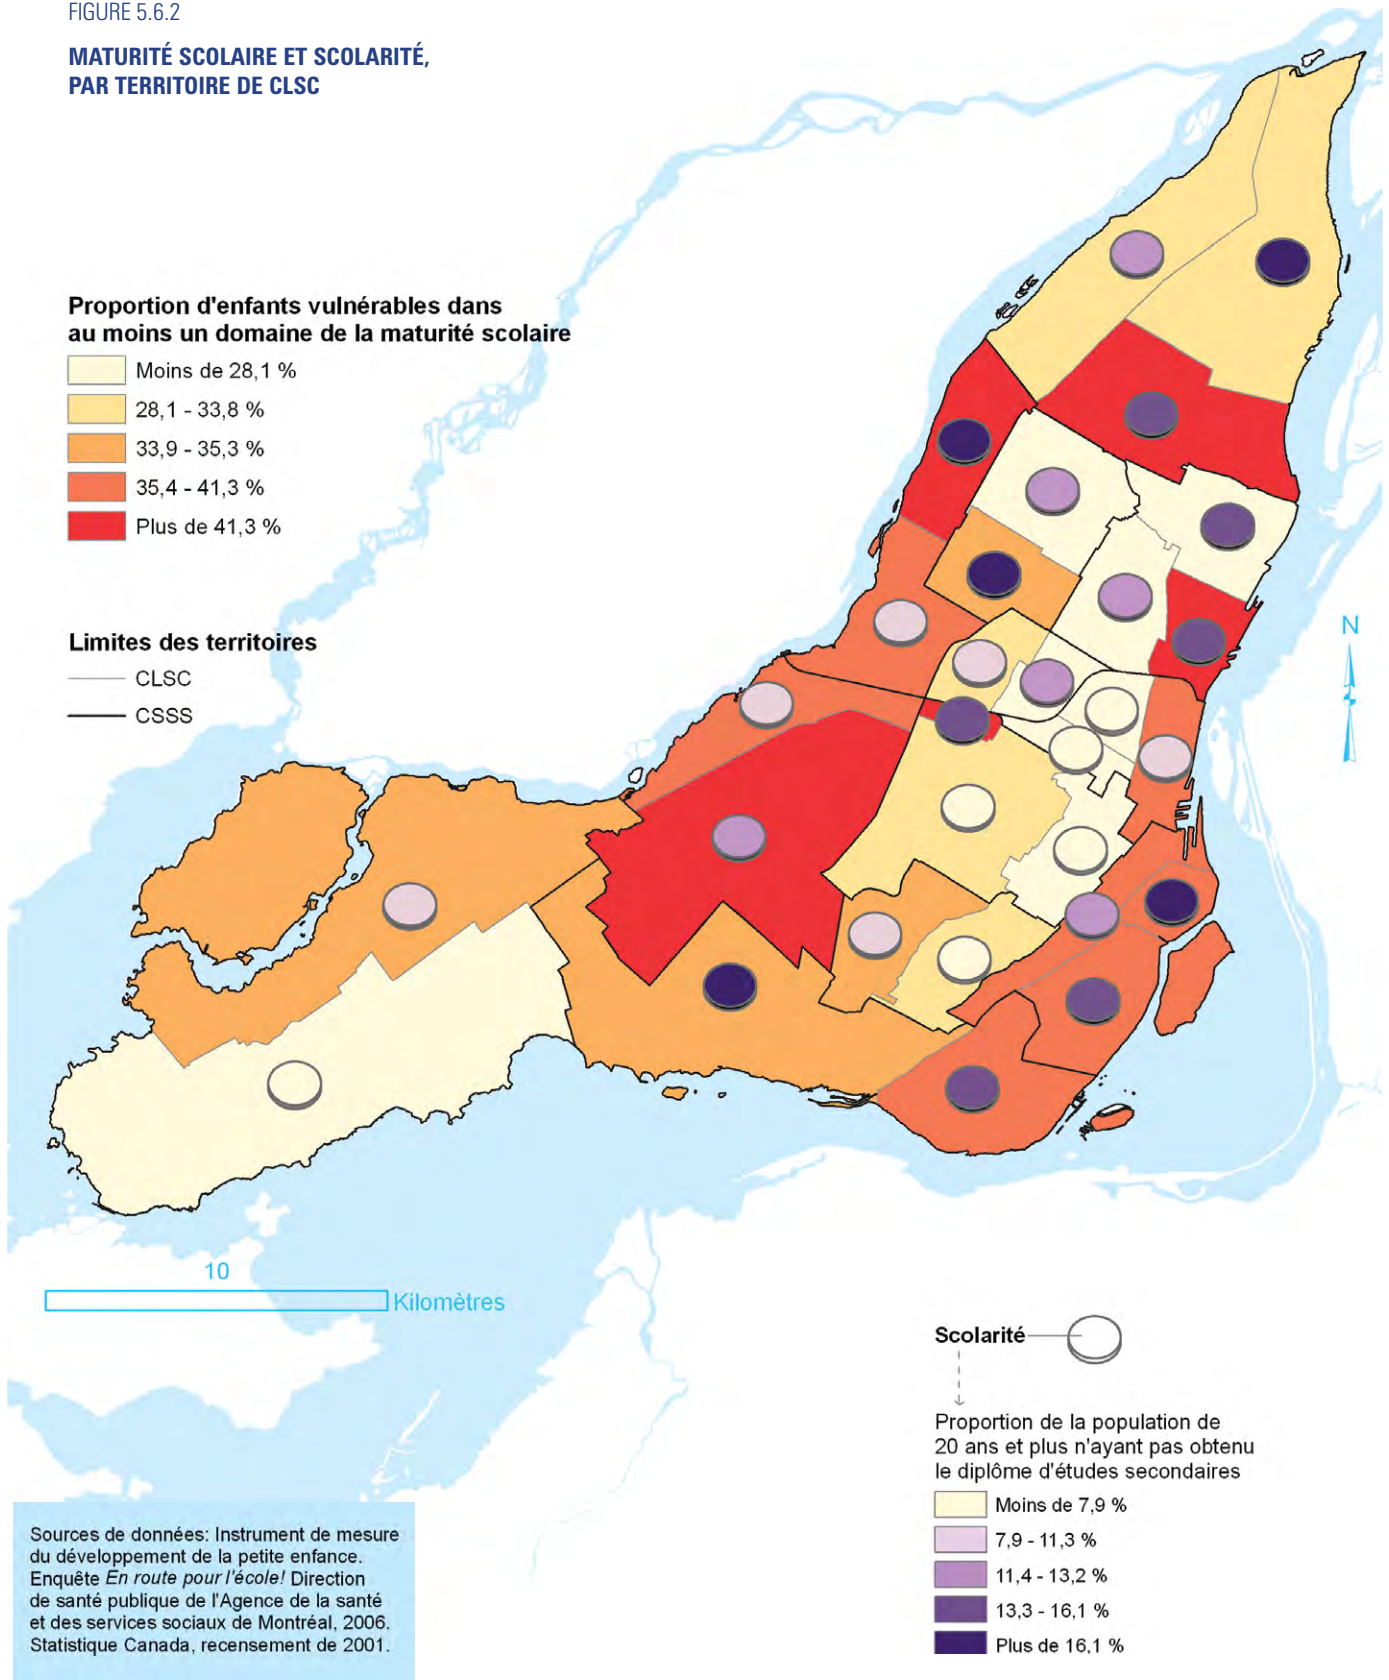 FIGURE 5.6.2
MATURITÉ SCOLAIRE ET SCOLARITÉ,
PAR TERRITOIRE DE CLSC
Proportion d'enfants vulnérables dans
au moins un domaine de la maturité scolaire
Moins de 28,1 %
28,1 - 33,8 %
33,9 - 35,3 %
35,4 - 41,3 %
Plus de 41,3 %
Limites des territoires
CLSC
CSSS
N
10
Kilomètres
Scolarité
Proportion de la population de
20 ans et plus n'ayant pas obtenu
le diplôme d'études secondaires
Moins de 7,9 %
7,9 - 11,3 %
11,4 - 13,2 %
13,3 - 16,1 %
Plus de 16,1 %
Sources de données: Instrument de mesure
du développement de la petite enfance.
Enquête En route pour l'école! Direction
de santé publique de l'Agence de la santé
et des services sociaux de Montréal, 2006.
Statistique Canada, recensement de 2001.